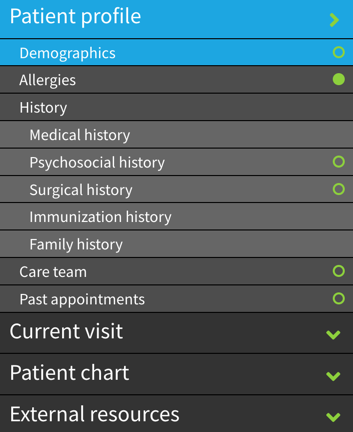 Patient profile
Demographics
Allergies
History
Medical history
Psychosocial history
Surgical history
Immunization history
Family history
Care team
Past appointments
Current visit
Patient chart
External resources